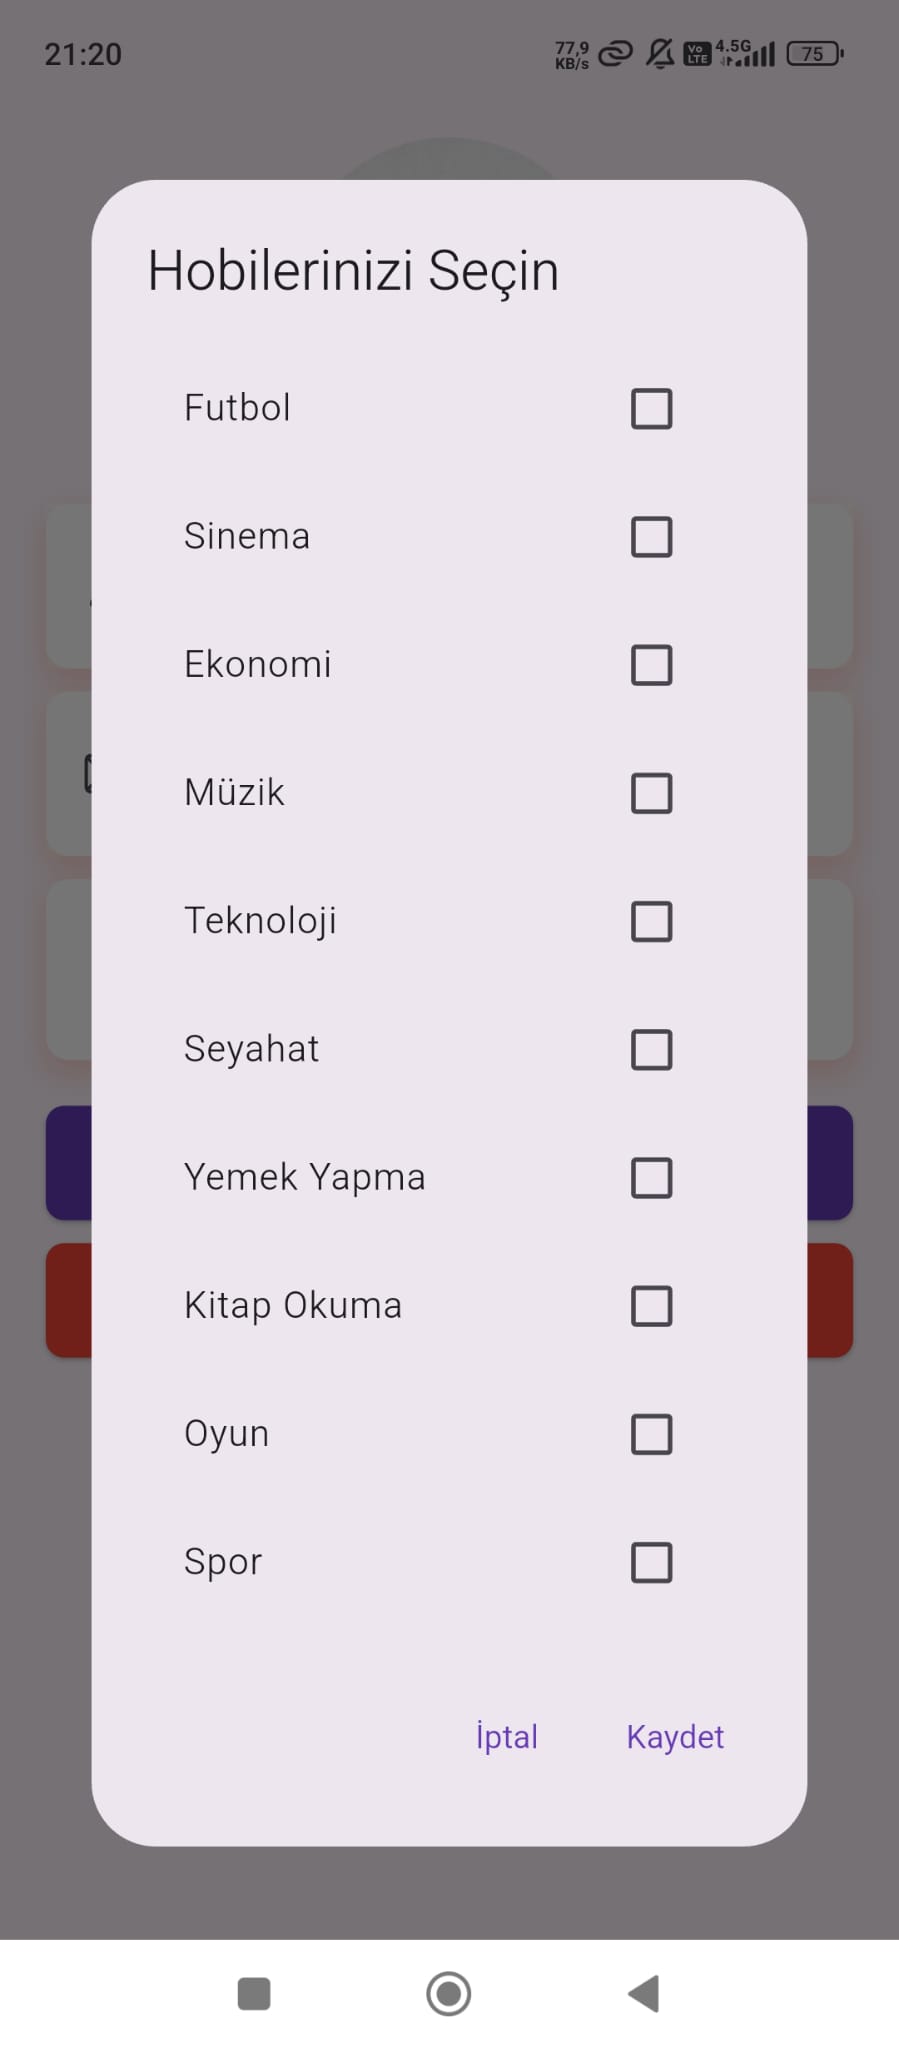 21:20
77,9
KB/s
Vo
LTE
4.5G
75
Hobilerinizi Seçin
Futbol
Sinema
Ekonomi
Müzik
Teknoloji
Seyahat
Yemek Yapma
Kitap Okuma
Oyun
Spor
İptal
Kaydet